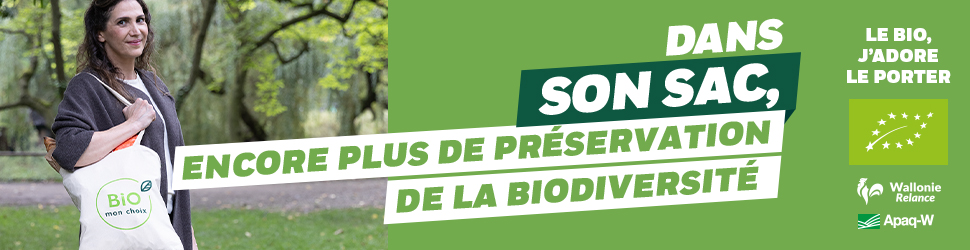 DANS
SON SAC,
ENCORE PLUS DE PRÉSERVATION
DE LA BIODIVERSITÉ
LE BIO,
J'ADORE
LE PORTER
Wallonie
Relance
Apaq-W
BiO
mon choix